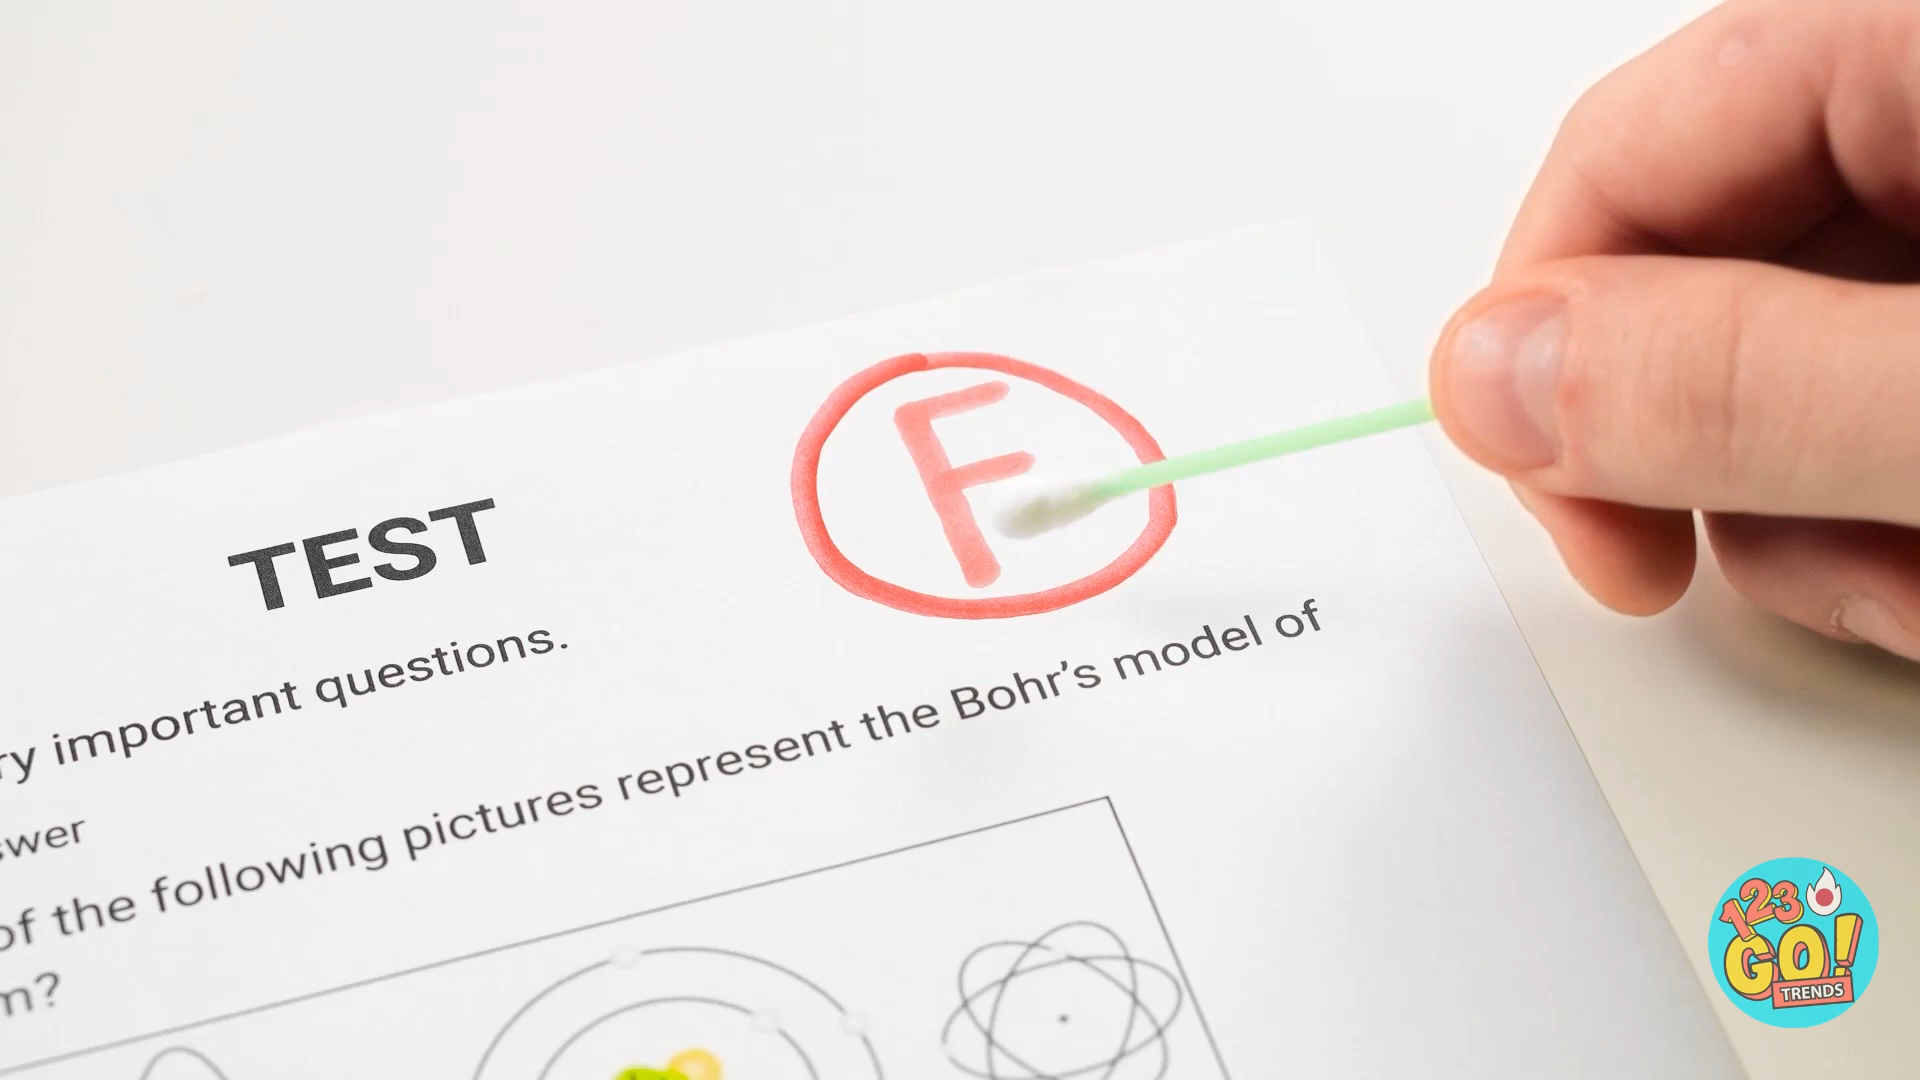 F
TEST
ry important questions.
swer
of the following pictures represent the Bohr's model of
m?
123
GO!
TRENDS